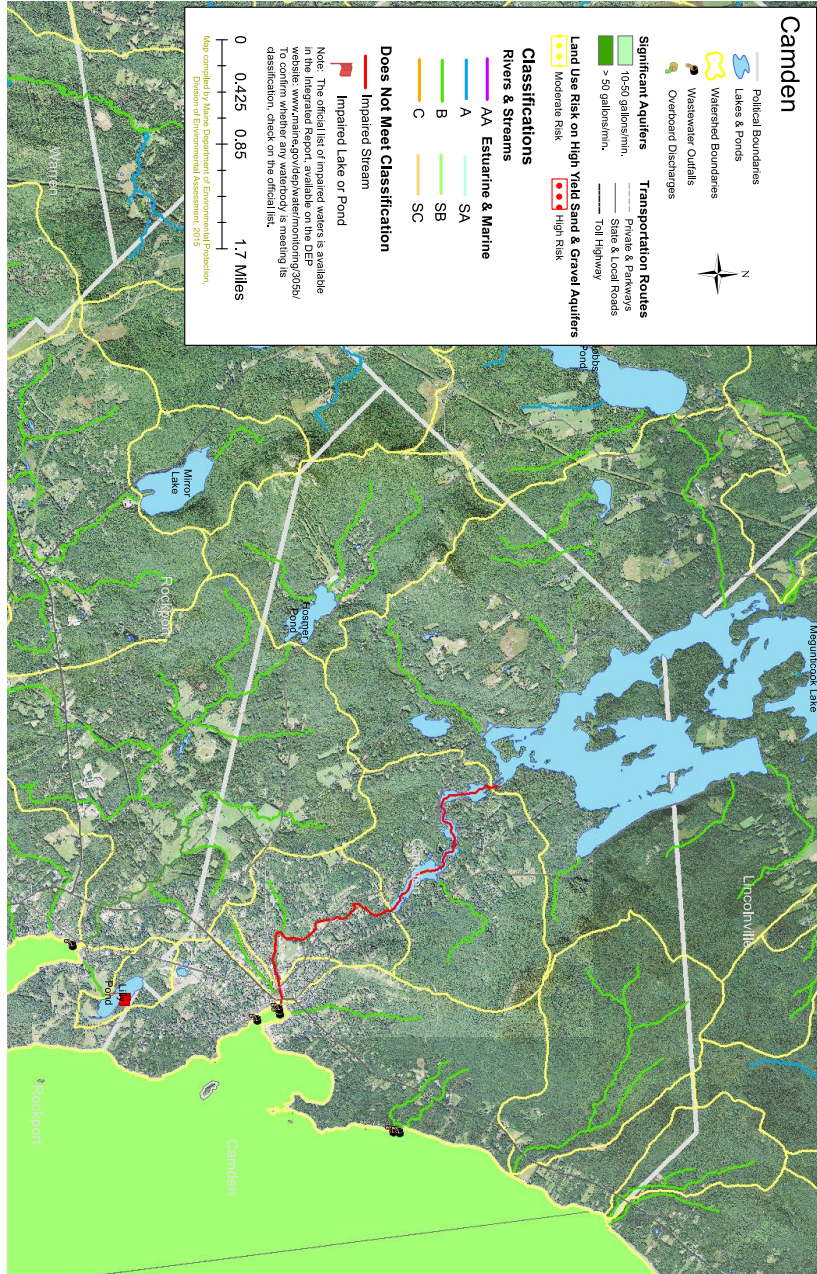 Camden
Political Boundaries
Lakes & Ponds
Watershed Boundaries
Wastewater Outfalls
Overboard Discharges
Significant Aquifers
10-50 gallons/min.
> 50 gallons/min.
Transportation Routes
Private & Parkways
State & Local Roads
Toll Highway
N
Land Use Risk on High Yield Sand & Gravel Aquifers
Moderate Risk
High Risk
Classifications
Rivers & Streams
Estuarine & Marine
AA
A
B
C
SA
SB
SC
Does Not Meet Classification
Impaired Stream
Impaired Lake or Pond
Note: The official list of impaired waters is available
in the Integrated Report, available on the DEP
website: www.maine.gov/dep/water/monitoring/305b/
To confirm whether any waterbody is meeting its
classification, check on the official list.
0 0.425 0.85 1.7 Miles
Map compiled by Maine Department of Environmental Protection,
Division of Environmental Assessment, 2015
Megunticook Lake
Lincolnville
Pond
Hosmer
Pond
Mirror
Lake
Rockport
Lily
Pond
Camden
Rockport